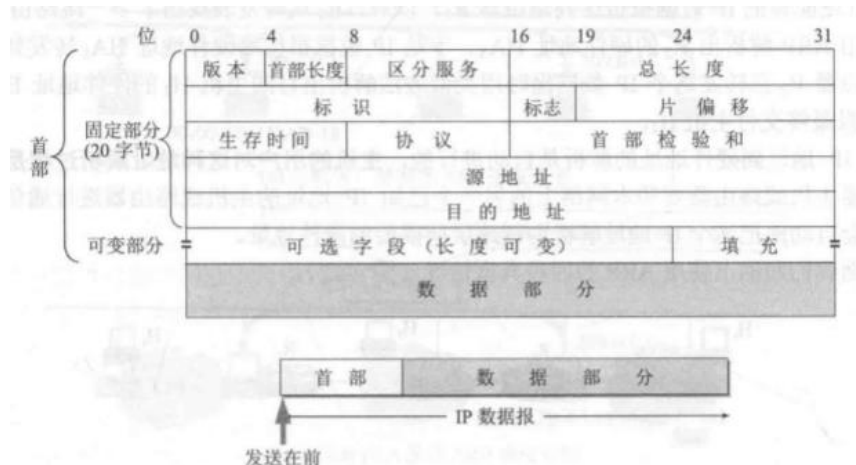 位 0 4 8 16 19 24 31
版本 首部长度 区分服务 总长度
标识 标志 片偏移
生存时间 协议 首部检验和
源地址
目的地址
可选字段（长度可变） 填充
数据部分
首部
固定部分
(20字节)
可变部分
首部 数据部分
IP 数据报
发送在前